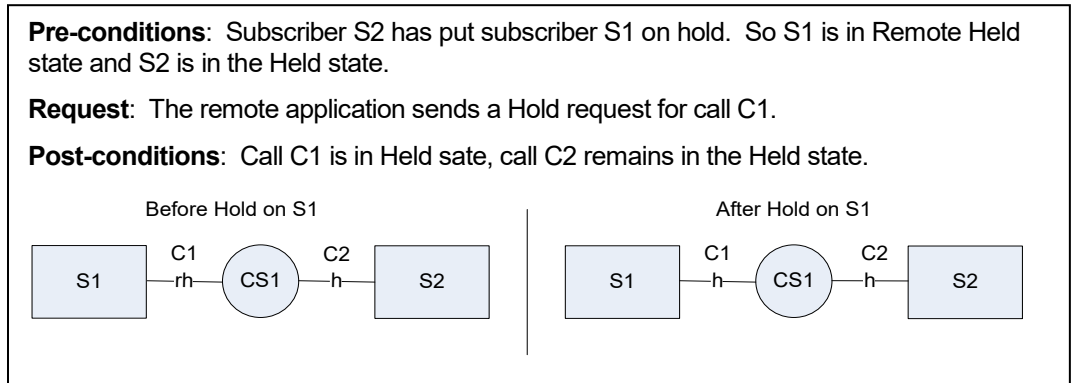 Pre-conditions: Subscriber S2 has put subscriber S1 on hold. So S1 is in Remote Held
state and S2 is in the Held state.
Request: The remote application sends a Hold request for call C1.
Post-conditions: Call C1 is in Held sate, call C2 remains in the Held state.
Before Hold on S1
S1
C1
rh
CS1
C2
h
S2
After Hold on S1
S1
C1
h
CS1
C2
h
S2